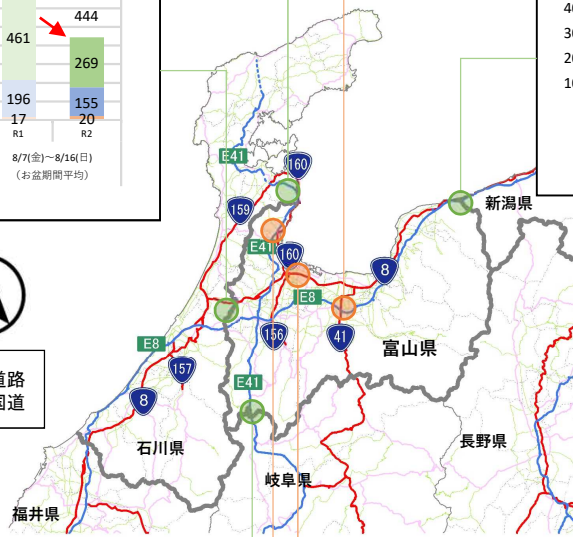 444
461
269
196
155
17
20
R1
R2
8/7(金)～8/16(日)
(お盆期間平均)
20
E41
160
159
新潟県
E41
160
8
E8
156
41
富山県
E8
157
E41
8
道路
国道
石川県
長野県
岐阜県
福井県